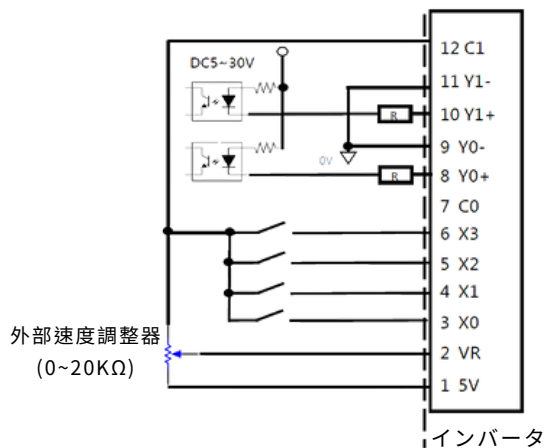 DC5~30V
12 C1
11 Y1-
10 Y1+
R
9 Y0-
0V
8 Y0+
R
7 C0
6 X3
5 X2
4 X1
3 X0
外部速度調整器
(0~20KΩ)
2 VR
1 5V
インバータ